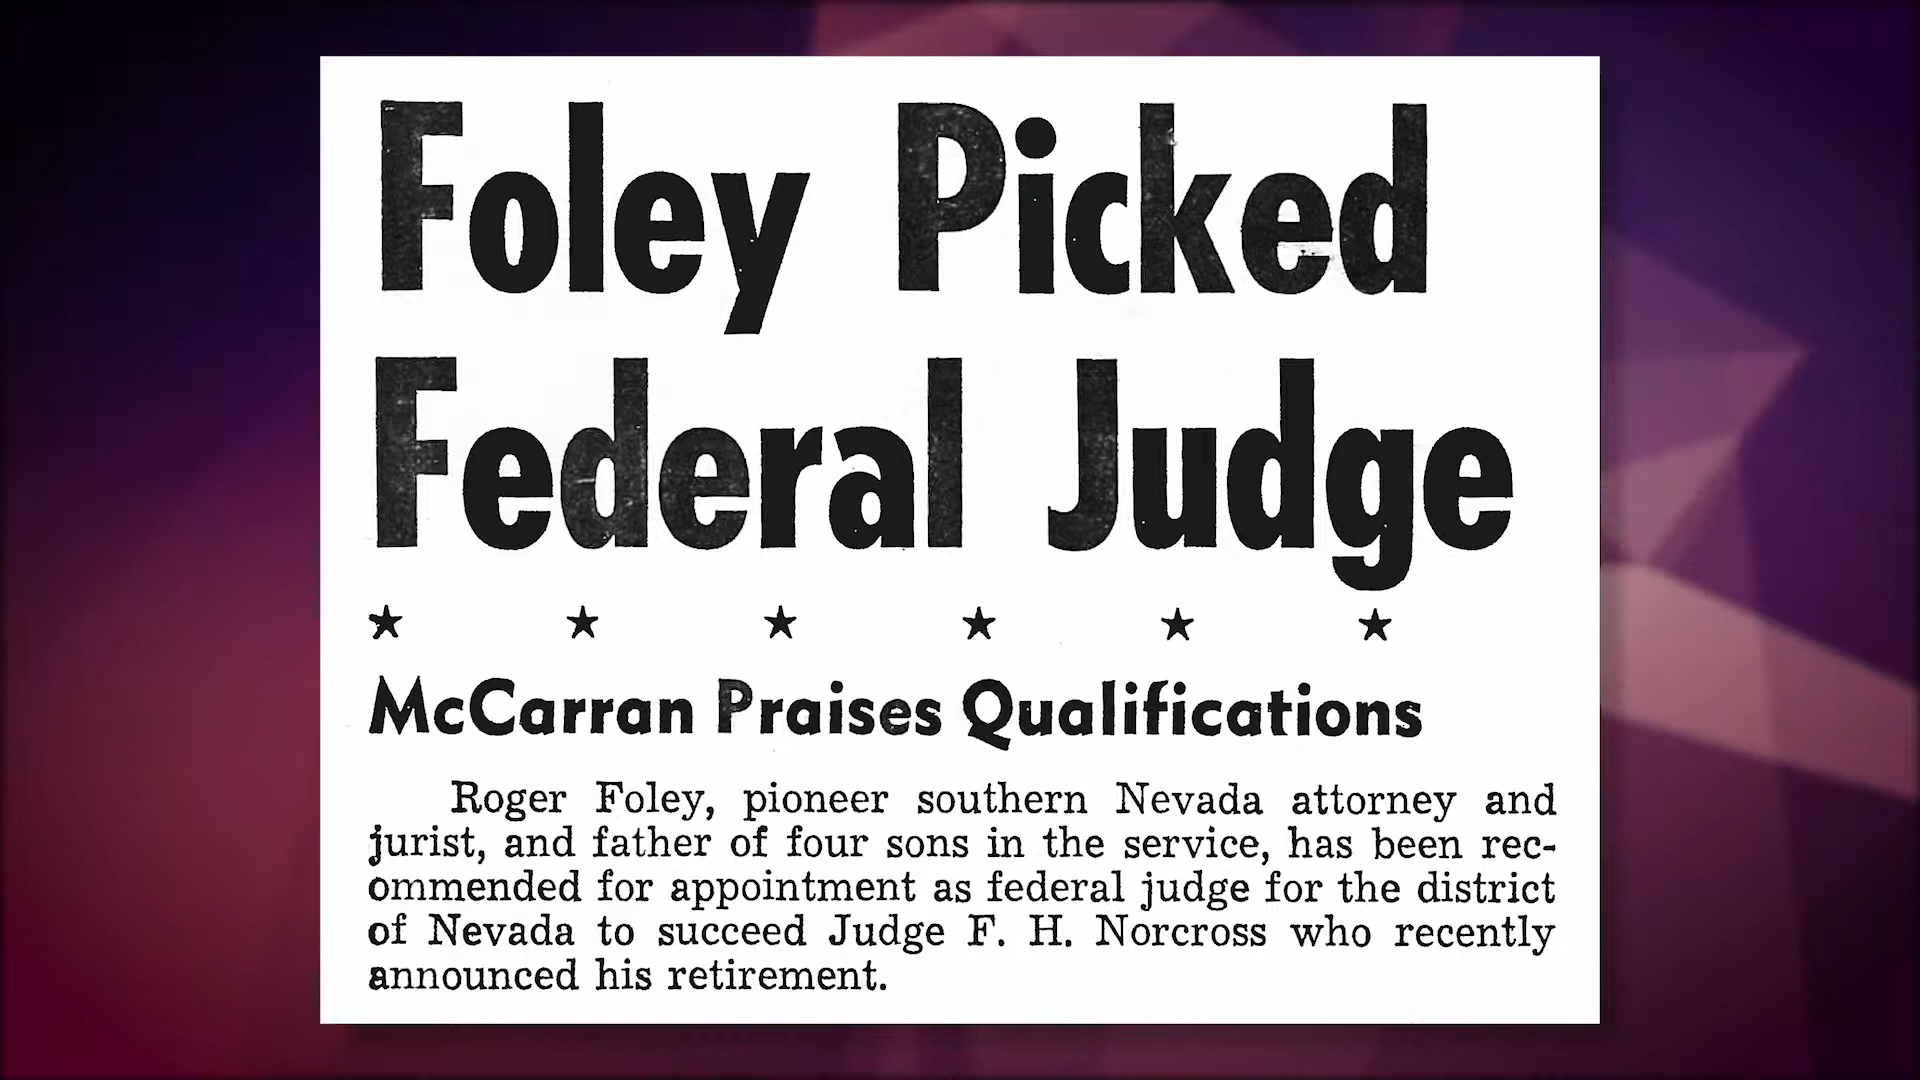 Foley Picked
Federal Judge
★ ★ ★ ★ ★ ★
McCarran Praises Qualifications
Roger Foley, pioneer southern Nevada attorney and
jurist, and father of four sons in the service, has been rec-
ommended for appointment as federal judge for the district
of Nevada to succeed Judge F. H. Norcross who recently
announced his retirement.